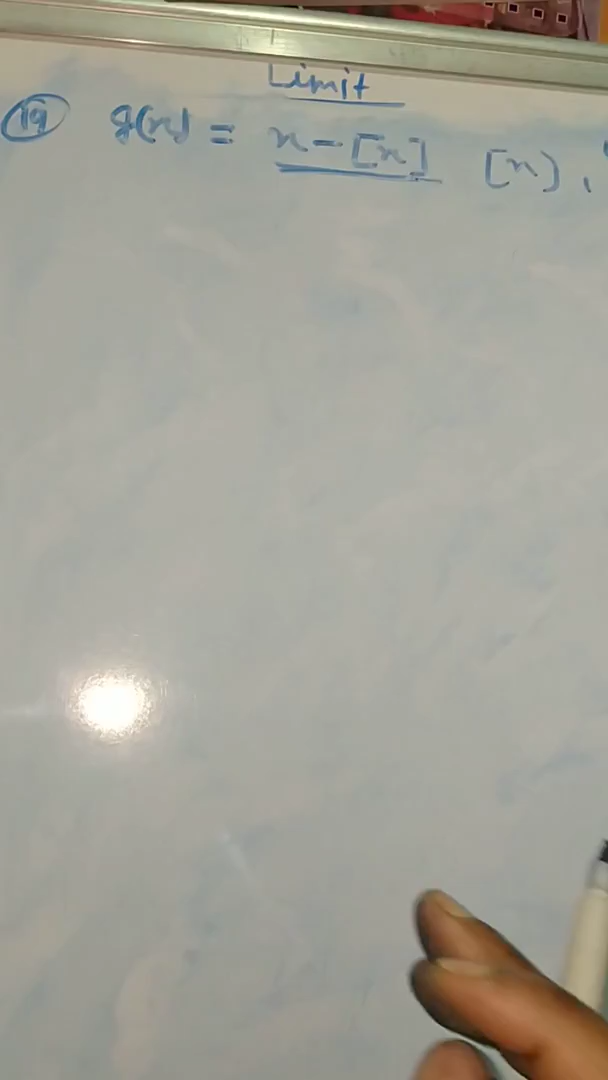 Limit
19 g(x) = x - [x] [x),